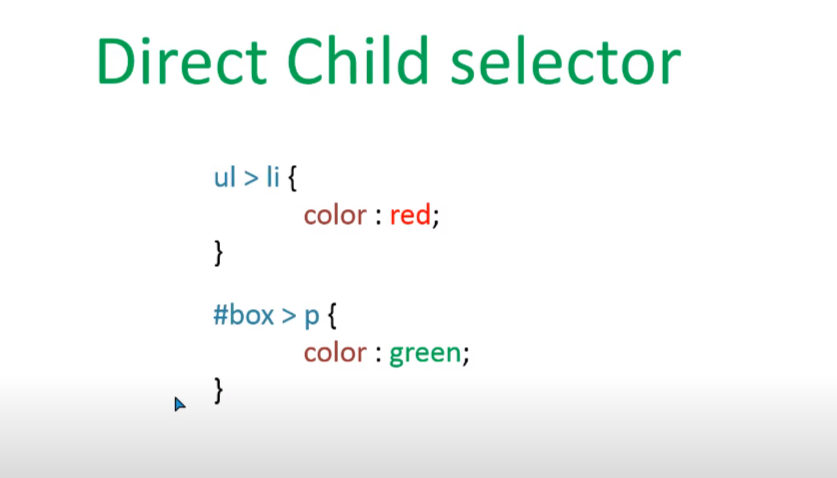 Direct Child selector
ul > li {
color : red;
}
#box > p {
color : green;
}